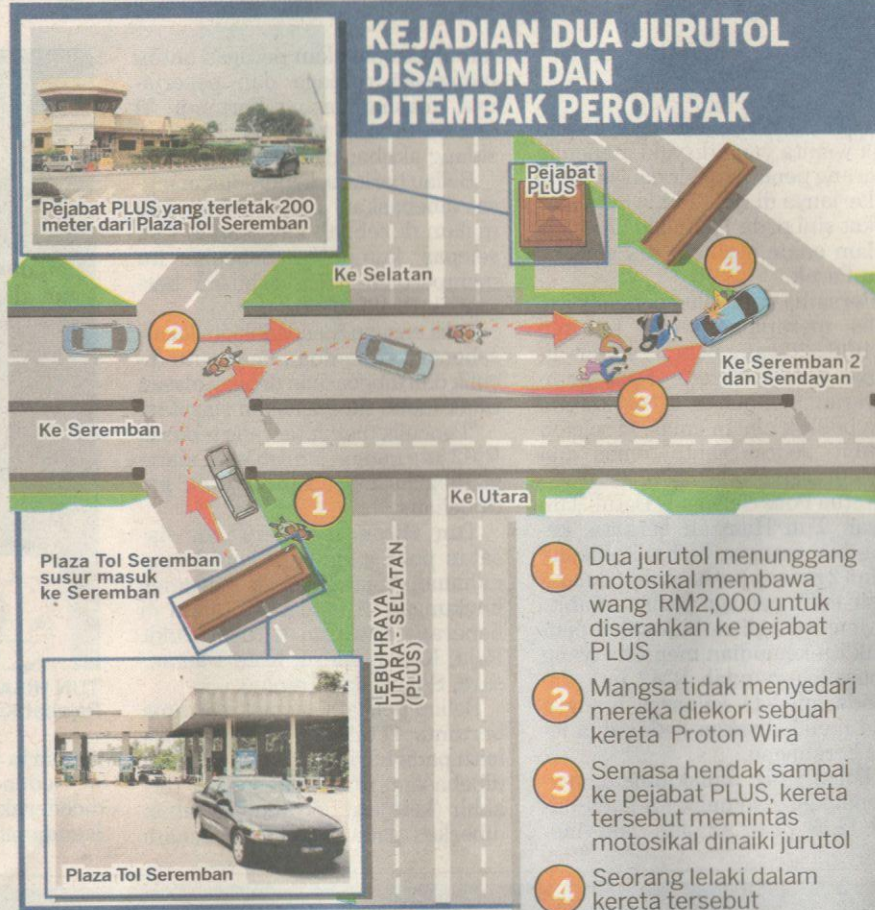 KEJADIAN DUA JURUTOL
DISAMUN DAN
DITEMBAK PEROMPAK
Pejabat PLUS yang terletak 200
meter dari Plaza Tol Seremban
Pejabat
PLUS
4
Ke Selatan
2
Ke Seremban 2
dan Sendayan
3
Ke Seremban
Ke Utara
1
Plaza Tol Seremban
susur masuk
ke Seremban
LEBUHRAYA
UTARA - SELATAN
(PLUS)
Plaza Tol Seremban
1 Dua jurutol menunggang
motosikal membawa
wang RM2,000 untuk
diserahkan ke pejabat
PLUS
2 Mangsa tidak menyedari
mereka diekori sebuah
kereta Proton Wira
3 Semasa hendak sampai
ke pejabat PLUS, kereta
tersebut memintas
motosikal dinaiki jurutol
4 Seorang lelaki dalam
kereta tersebut